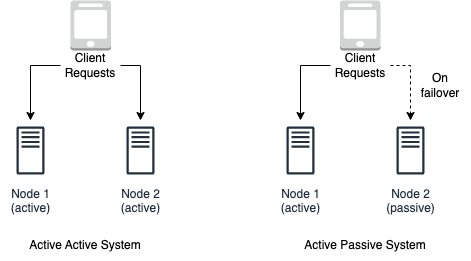 Client
Requests
Node 1
(active)
Node 2
(active)
Active Active System
Client
Requests
On
failover
Node 1
(active)
Node 2
(passive)
Active Passive System